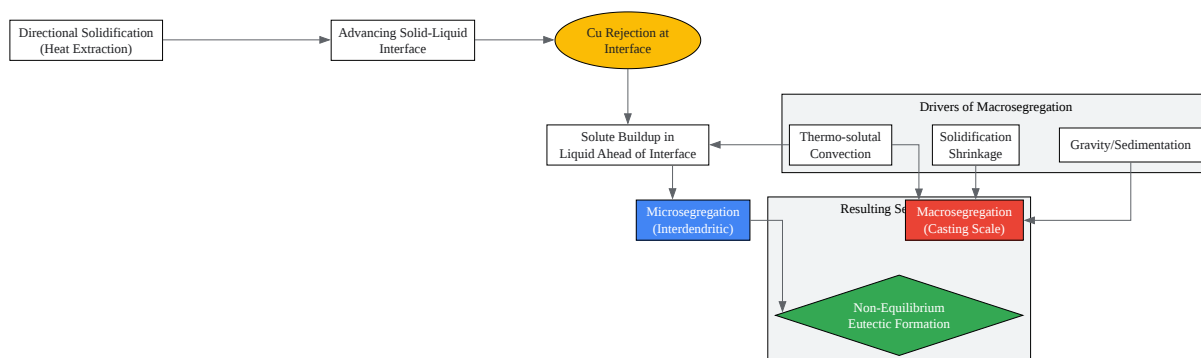 Directional Solidification
(Heat Extraction)
Advancing Solid-Liquid
Interface
Cu Rejection at
Interface
Drivers of Macrosegregation
Solute Buildup in
Liquid Ahead of Interface
Thermo-solutal
Convection
Solidification
Shrinkage
Gravity/Sedimentation
Resulting
Microsegregation
(Interdendritic)
Macrosegregation
(Casting Scale)
Non-Equilibrium
Eutectic Formation